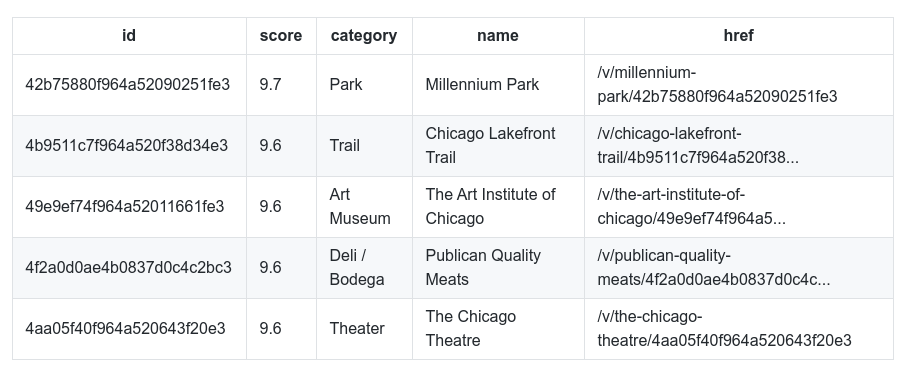 id score category name href
42b75880f964a52090251fe3 9.7 Park Millennium Park /v/millennium-
park/42b75880f964a52090251fe3
4b9511c7f964a520f38d34e3 9.6 Trail Chicago Lakefront
Trail /v/chicago-lakefront-
trail/4b9511c7f964a520f38...
49e9ef74f964a52011661fe3 9.6 Art
Museum The Art Institute of
Chicago /v/the-art-institute-of-
chicago/49e9ef74f964a5...
4f2a0d0ae4b0837d0c4c2bc3 9.6 Deli /
Bodega Publican Quality
Meats /v/publican-quality-
meats/4f2a0d0ae4b0837d0c4c...
4aa05f40f964a520643f20e3 9.6 Theater The Chicago
Theatre /v/the-chicago-
theatre/4aa05f40f964a520643f20e3